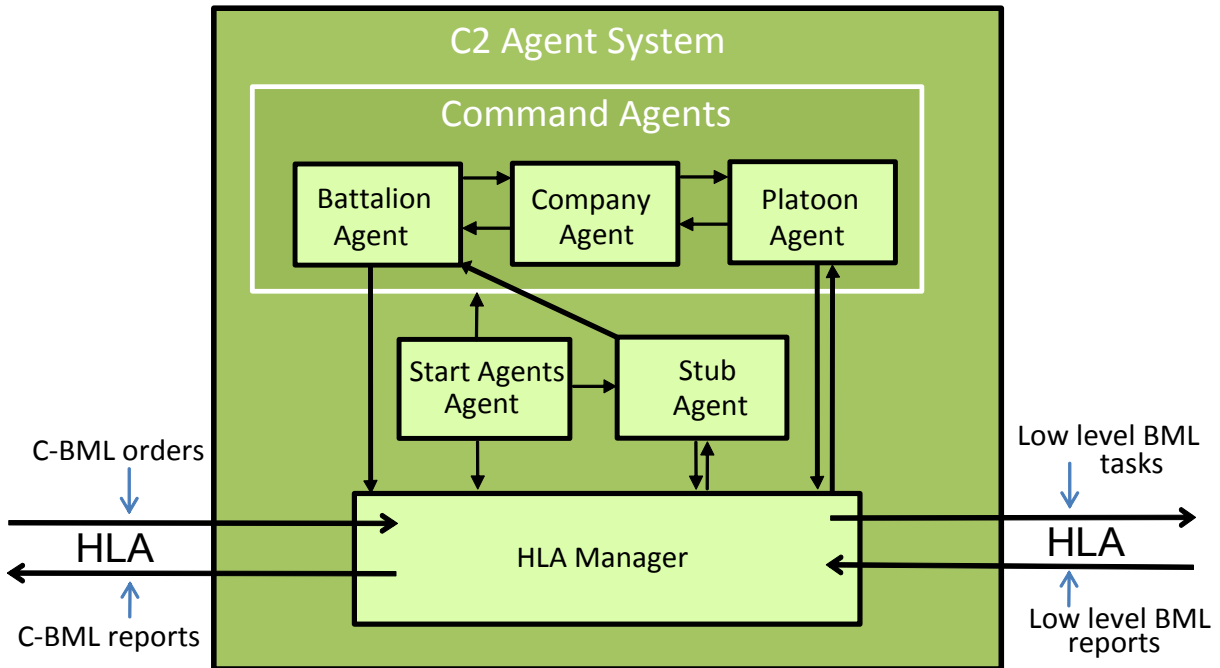 C2 Agent System
Command Agents
Battalion
Agent
Company
Agent
Platoon
Agent
Start Agents
Agent
Stub
Agent
C-BML orders
HLA
C-BML reports
HLA Manager
Low level BML
tasks
HLA
Low level BML
reports